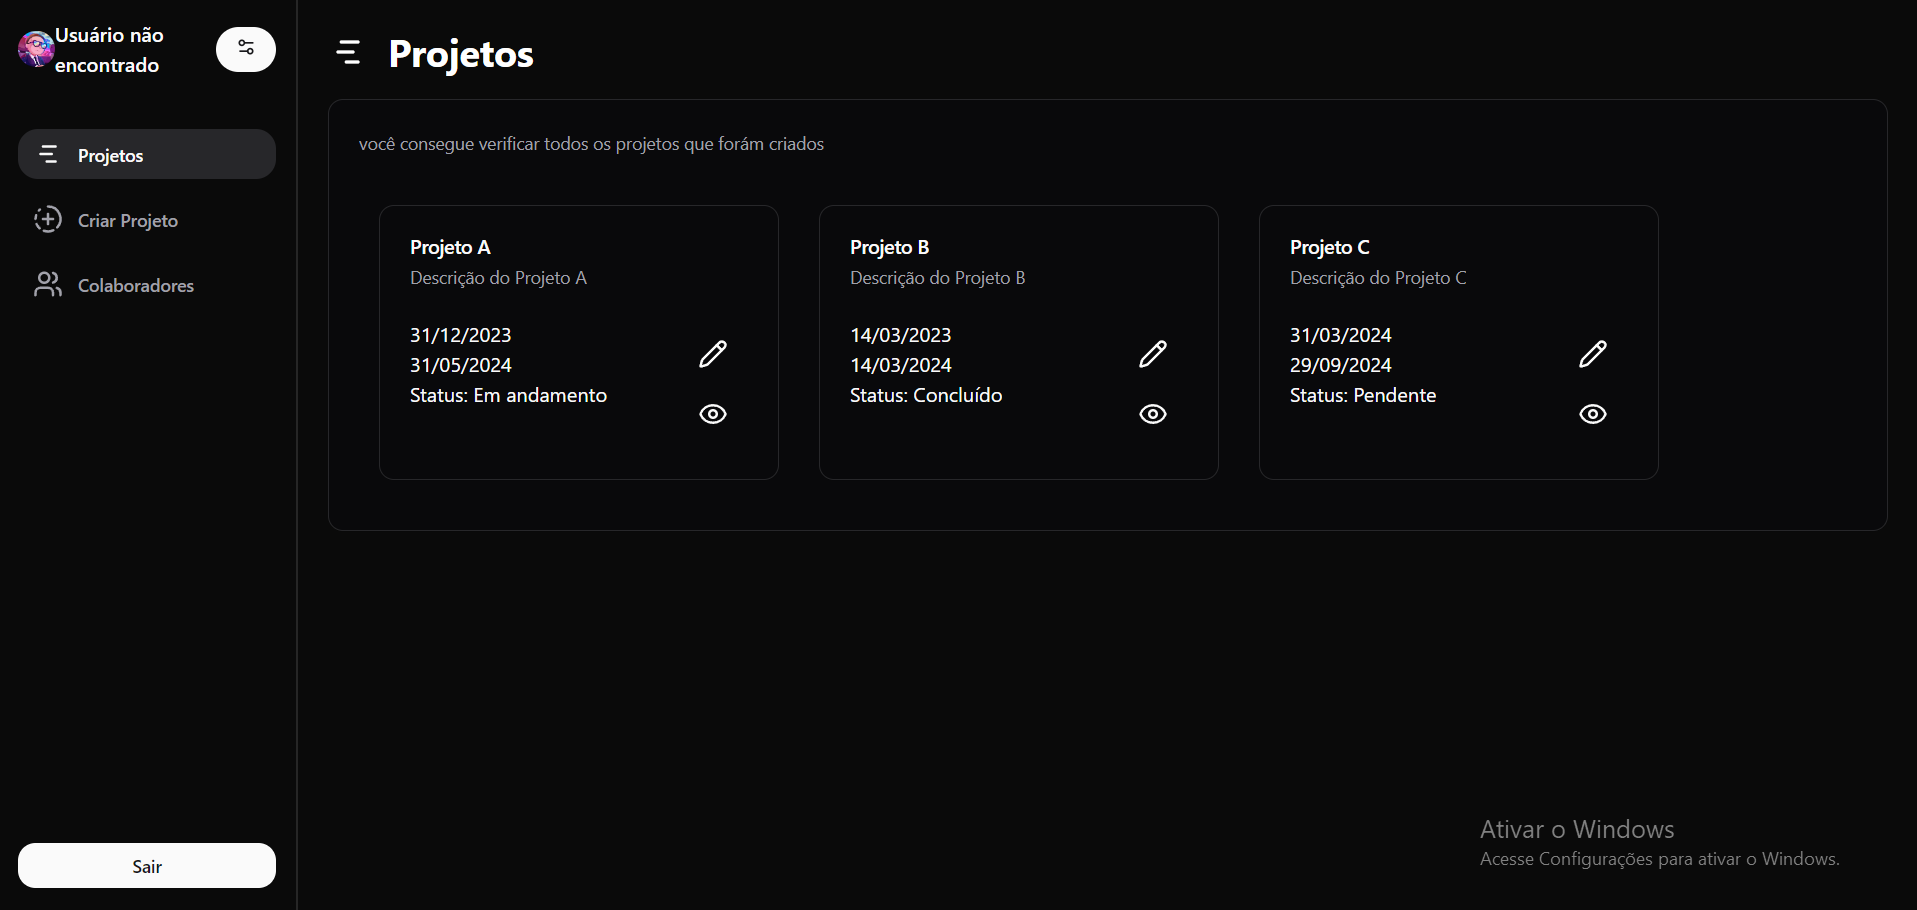 Usuário não
encontrado
Projetos
Criar Projeto
Colaboradores
Sair
Projetos
você consegue verificar todos os projetos que forám criados
Projeto A
Descrição do Projeto A
31/12/2023
31/05/2024
Status: Em andamento
Projeto B
Descrição do Projeto B
14/03/2023
14/03/2024
Status: Concluído
Projeto C
Descrição do Projeto C
31/03/2024
29/09/2024
Status: Pendente
Ativar o Windows
Acesse Configurações para ativar o Windows.